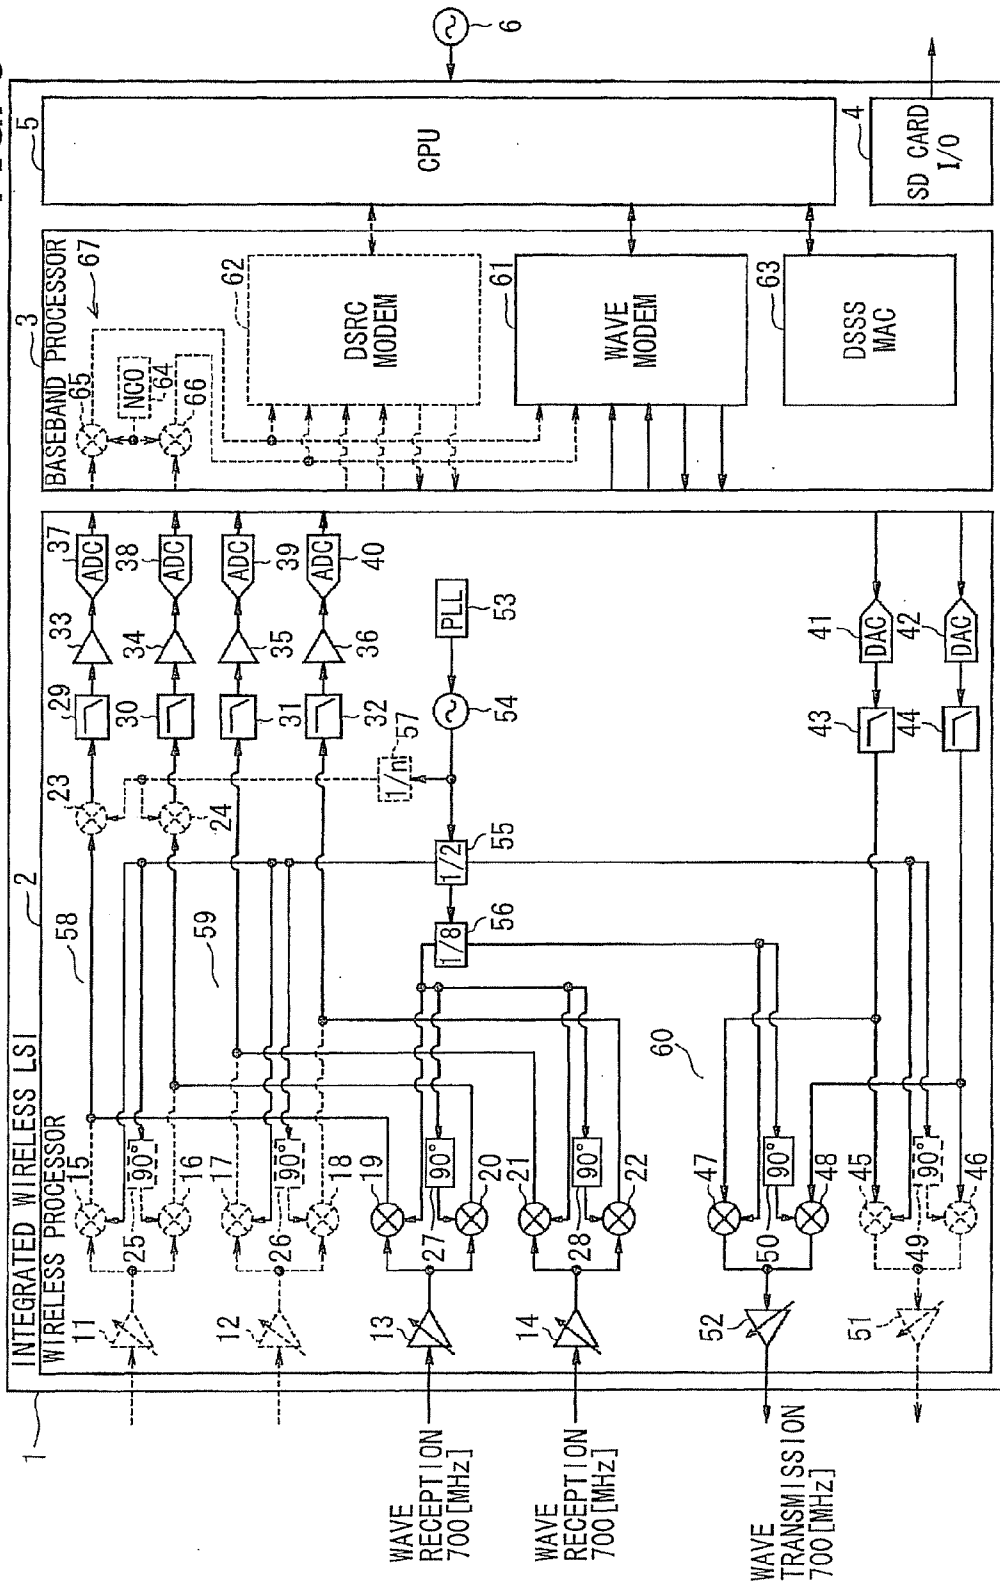 INTEGRATED WIRELESS LSI
WIRELESS PROCESSOR
BASEBAND PROCESSOR
1
2
3
5
CPU
4
SD CARD
I/O
6
11
12
13
14
15
16
17
18
19
20
21
22
23
24
25
90°
26
90°
27
90°
28
90°
29
30
31
32
33
34
35
36
37
ADC
38
ADC
39
ADC
40
ADC
41
DAC
42
DAC
43
44
45
46
47
48
49
90°
50
90°
51
52
53
PLL
54
55
1/2
56
1/8
57
1/n
58
59
60
61
WAVE
MODEM
62
DSRC
MODEM
63
DSSS
MAC
64
NCO
65
66
67
WAVE
RECEPTION
700[MHz]
WAVE
RECEPTION
700[MHz]
WAVE
TRANSMISSION
700[MHz]